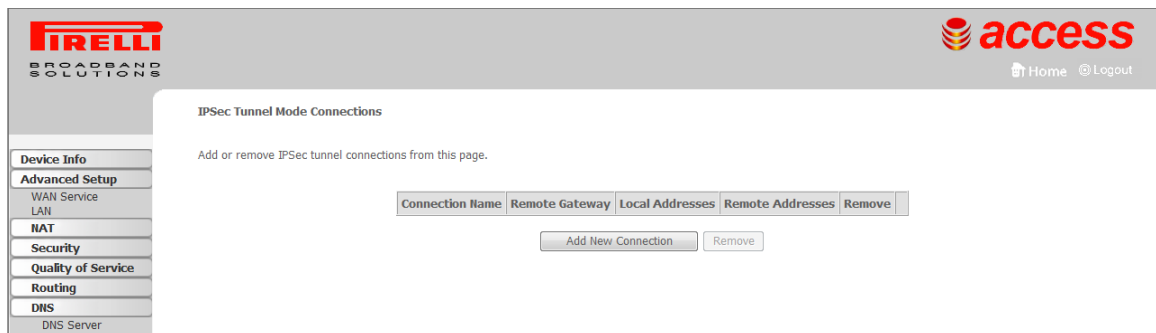 PIRELLI
BROADBAND
SOLUTIONS
access
Home Logout
IPSec Tunnel Mode Connections
Add or remove IPSec tunnel connections from this page.
Device Info
Advanced Setup
WAN Service
LAN
NAT
Security
Quality of Service
Routing
DNS
DNS Server
Connection Name Remote Gateway Local Addresses Remote Addresses Remove
Add New Connection Remove